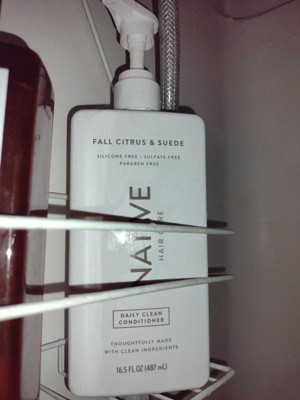 FALL CITRUS & SUEDE
SILICONE FREE • SULFATE FREE
PARABEN FREE
NATIVE
HAIR CARE
DAILY CLEAN
CONDITIONER
THOUGHTFULLY MADE
WITH CLEAN INGREDIENTS
16.5 FL OZ (487 mL)